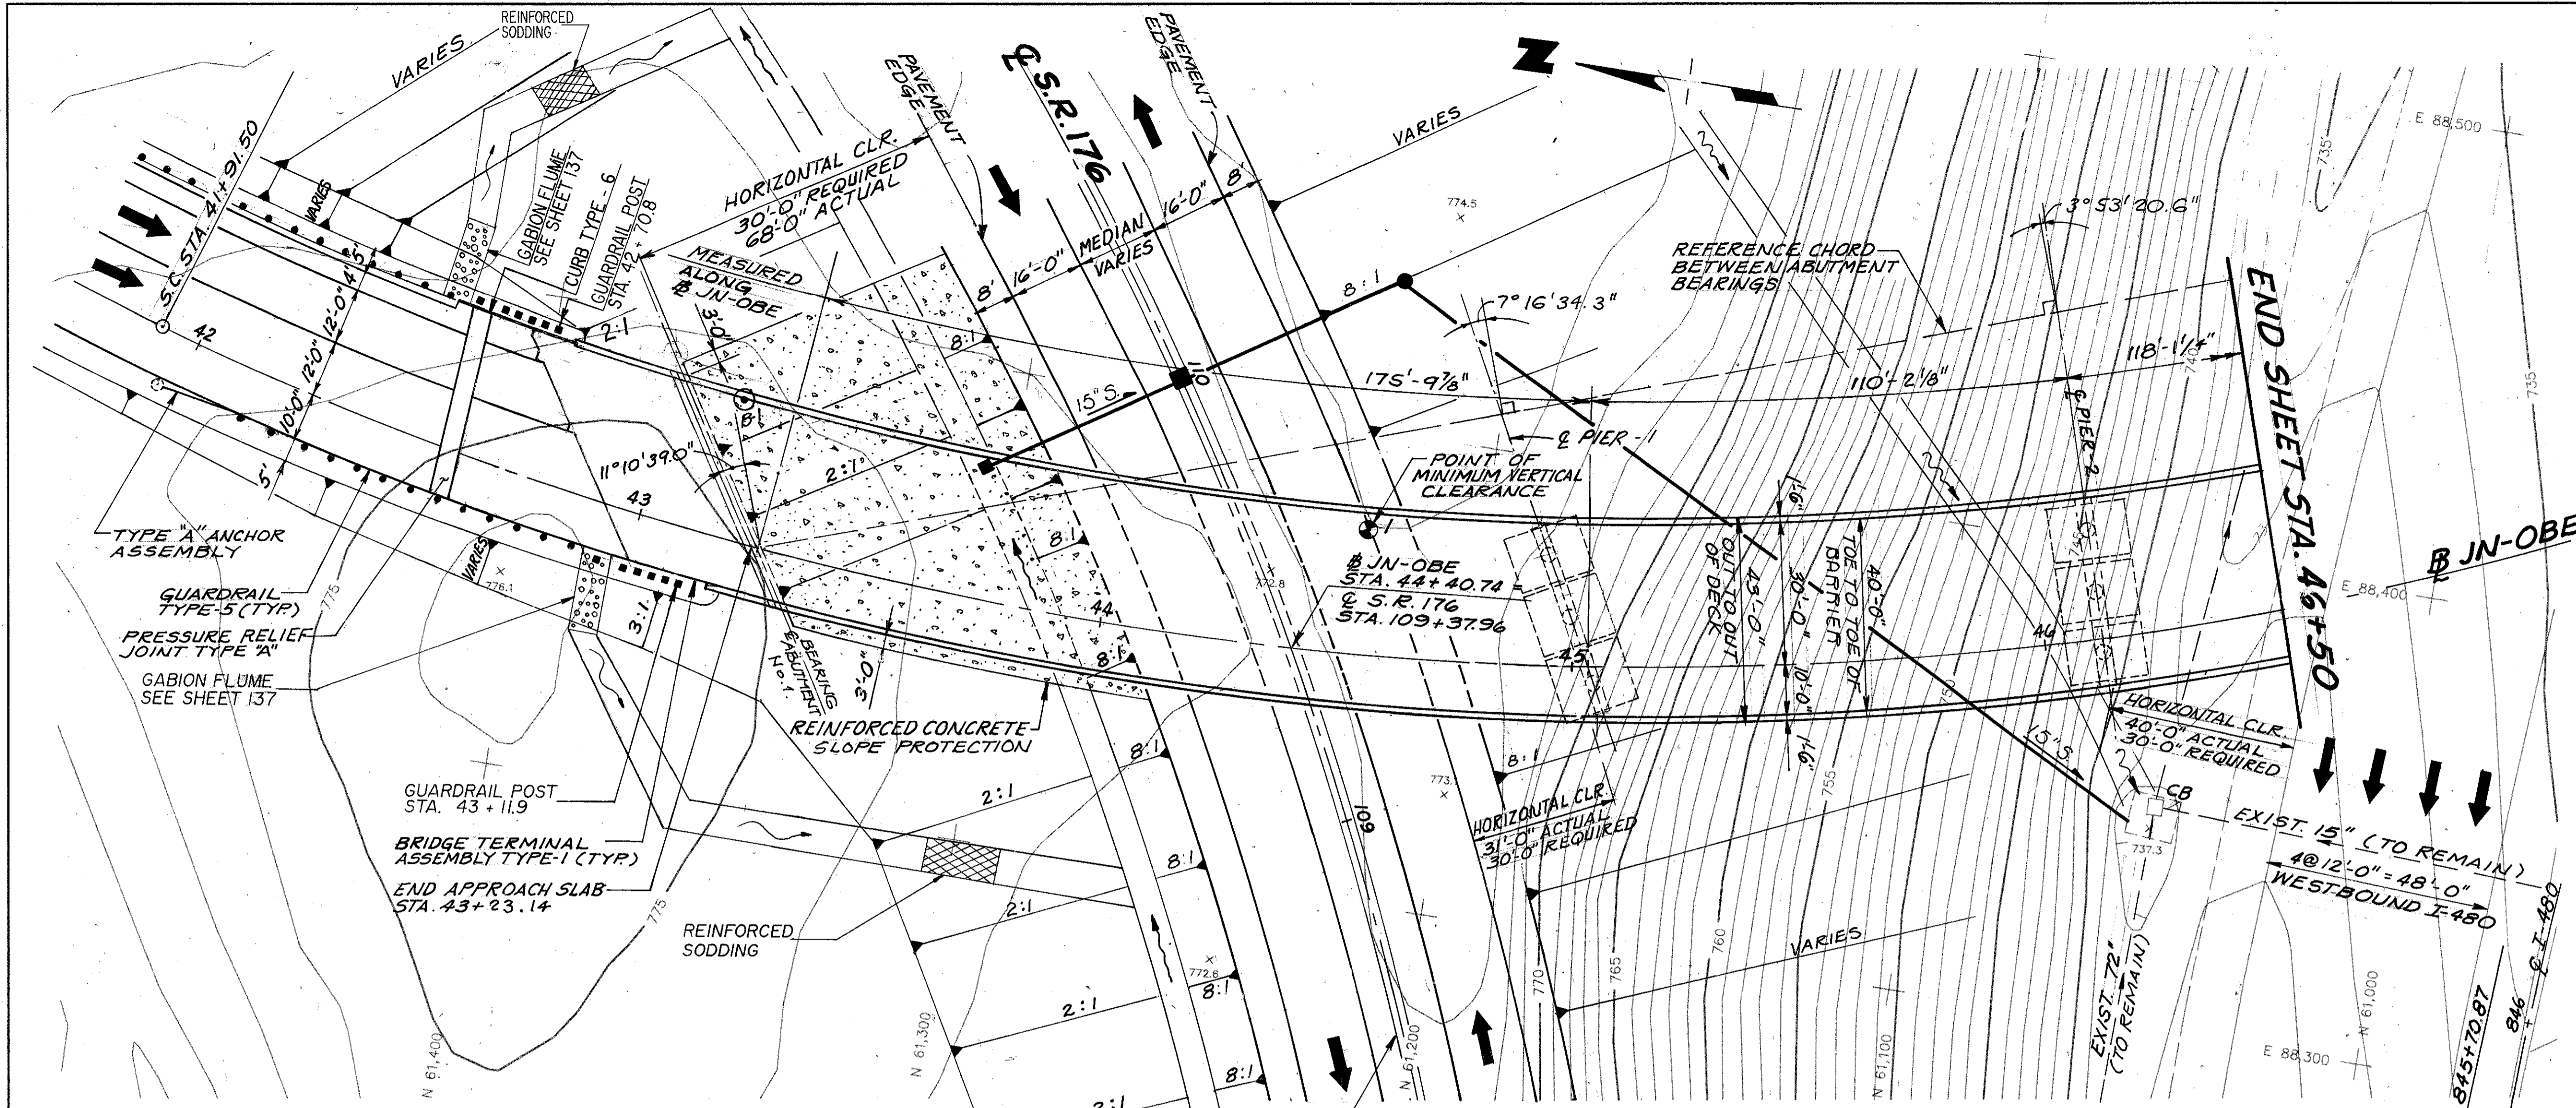 REINFORCED
SODDING
VARIES
S.C. STA. 41+91.50
VARIES
GABION FLUME
SEE SHEET 137
CURB TYPE-6
GUARDRAIL POST
STA. 42+70.8
HORIZONTAL CLR.
30'-0" REQUIRED
68'-0" ACTUAL
MEASURED
ALONG
℄ JN-OBE
PAVEMENT
EDGE
℄ S.R. 176
PAVEMENT
EDGE
8'
16'-0"
MEDIAN
VARIES
16'-0"
8'
VARIES
N
774.5
REFERENCE CHORD
BETWEEN ABUTMENT
BEARINGS
3°53'20.6"
E 88,500
735
END SHEET STA. 46+50
740
735
118'-1 1/4"
110'-2 1/8"
175'-9 7/8"
7°16'34.3"
8:1
110
15" S.
℄ PIER-1
℄ PIER-2
POINT OF
MINIMUM VERTICAL
CLEARANCE
1
42
5'
4'
12'-0"
12'-0"
10'-0"
5'
2:1
3'-0"
8:1
8:1
2:1
11°10'39.0"
43
8:1
8:1
44
772.8
℄ JN-OBE
STA. 44+40.74 =
℄ S.R. 176
STA. 109+37.96
45
1'-6"
43'-0"
OUT TO OUT
OF DECK
30'-0"
10'-0"
1'-6"
40'-0"
TOE TO TOE OF
BARRIER
745
46
750
755
760
765
770
℄ JN-OBE
E 88,400
TYPE "A" ANCHOR
ASSEMBLY
GUARDRAIL
TYPE-5 (TYP.)
PRESSURE RELIEF
JOINT TYPE "A"
GABION FLUME
SEE SHEET 137
775
VARIES
776.1
3:1
℄ BEARING
ABUTMENT
No. 1
3'-0"
REINFORCED CONCRETE
SLOPE PROTECTION
GUARDRAIL POST
STA. 43+11.9
BRIDGE TERMINAL
ASSEMBLY TYPE-1 (TYP.)
END APPROACH SLAB
STA. 43+23.14
775
REINFORCED
SODDING
2:1
8:1
8:1
2:1
772.6
8:1
2:1
8:1
2:1
109
773.
8:1
HORIZONTAL CLR.
31'-0" ACTUAL
30'-0" REQUIRED
VARIES
15" S.
HORIZONTAL CLR.
40'-0" ACTUAL
30'-0" REQUIRED
CB
737.3
EXIST. 15" (TO REMAIN)
4@12'-0"=48'-0"
WESTBOUND I-480
EXIST. 72"
(TO REMAIN)
N 61,400
N 61,300
N 61,200
N 61,100
N 61,000
E 88,300
845+70.87
846
℄ I-480